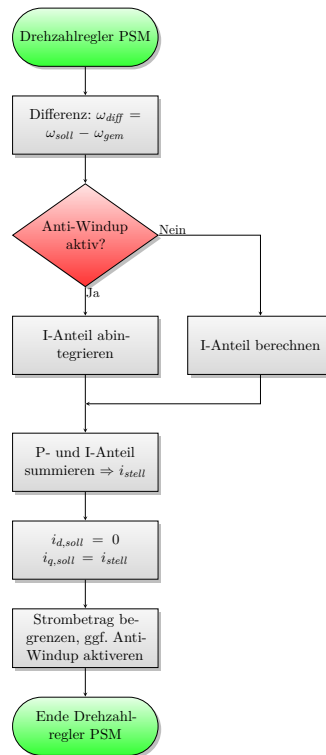 Drehzahlregler PSM
Differenz: ω_diff =
ω_soll − ω_gem
Anti-Windup
aktiv?
Nein
Ja
I-Anteil abin-
tegrieren
I-Anteil berechnen
P- und I-Anteil
summieren ⇒ i_stell
i_d,soll = 0
i_q,soll = i_stell
Strombetrag be-
grenzen, ggf. Anti-
Windup aktiveren
Ende Drehzahl-
regler PSM